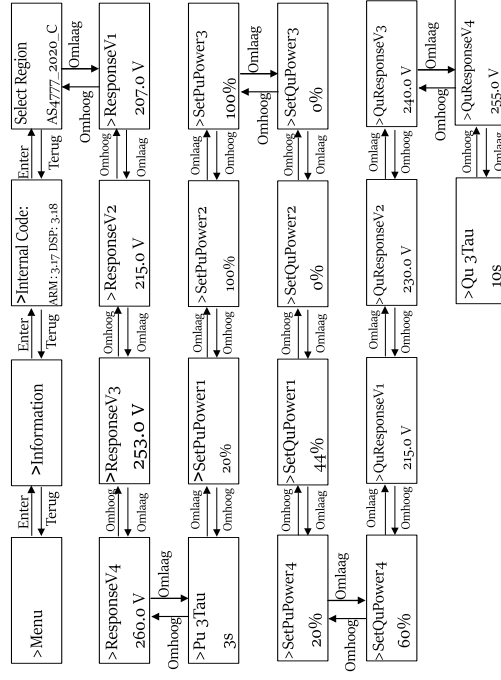 >Menu
Enter
Terug
>Information
Enter
Terug
>Internal Code:
ARM: 3.17 DSP: 3.18
Enter
Terug
Select Region
AS4777_2020_C
Omhoog
Omlaag
>ResponseV4
260.0 V
Omhoog
Omlaag
>ResponseV3
253.0 V
Omhoog
Omlaag
>ResponseV2
215.0 V
Omhoog
Omlaag
>ResponseV1
207.0 V
Omhoog
Omlaag
>Pu 3Tau
3s
Omlaag
Omhoog
>SetPuPower1
20%
Omlaag
Omhoog
>SetPuPower2
100%
Omlaag
Omhoog
>SetPuPower3
100%
Omhoog
Omlaag
>SetPuPower4
20%
Omhoog
Omlaag
>SetQuPower1
44%
Omhoog
Omlaag
>SetQuPower2
0%
Omhoog
Omlaag
>SetQuPower3
0%
Omhoog
Omlaag
>SetQuPower4
60%
Omlaag
Omhoog
>QuResponseV1
215.0 V
Omlaag
Omhoog
>QuResponseV2
230.0 V
Omlaag
Omhoog
>QuResponseV3
240.0 V
Omhoog
Omlaag
>Qu 3Tau
10s
Omhoog
Omlaag
>QuResponseV4
255.0 V